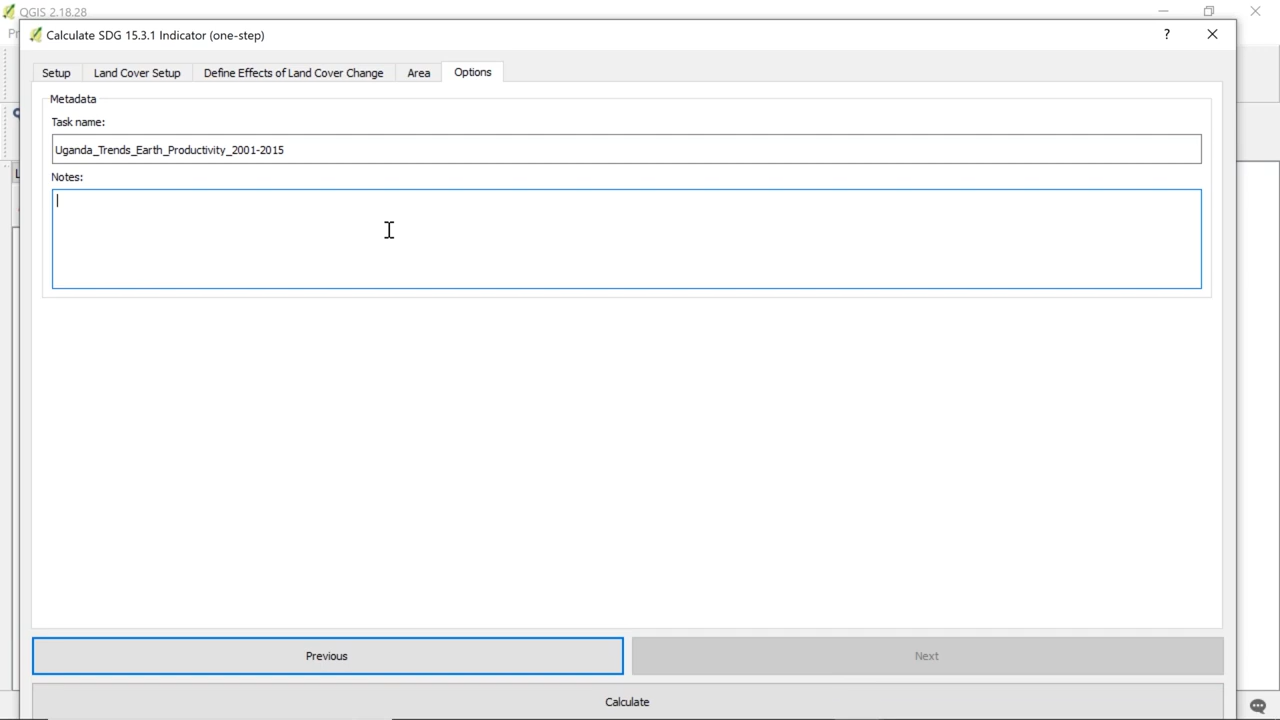 QGIS 2.18.28
Pr
Calculate SDG 15.3.1 Indicator (one-step)
?
Setup
Land Cover Setup
Define Effects of Land Cover Change
Area
Options
Metadata
Task name:
Uganda_Trends_Earth_Productivity_2001-2015
Notes:
L
Previous
Next
Calculate